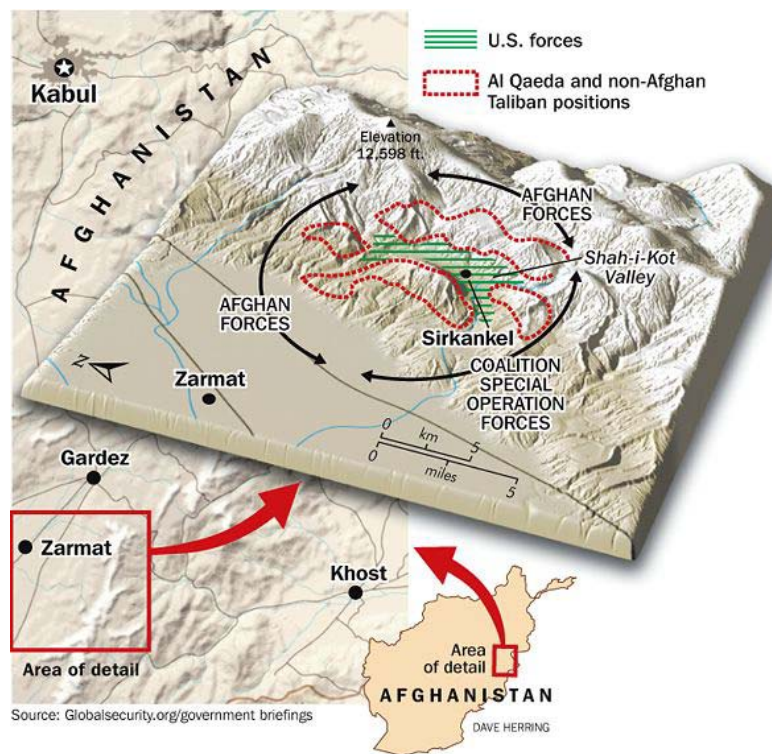 U.S. forces
Al Qaeda and non-Afghan
Taliban positions
Kabul
AFGHANISTAN
Elevation
12,598 ft.
AFGHAN
FORCES
Shah-i-Kot
Valley
AFGHAN
FORCES
Sirkankel
COALITION
SPECIAL
OPERATION
FORCES
N
Zarmat
0
km
5
0
miles
5
Gardez
Zarmat
Khost
Area of detail
Area
of detail
AFGHANISTAN
Source: Globalsecurity.org/government briefings
DAVE HERRING